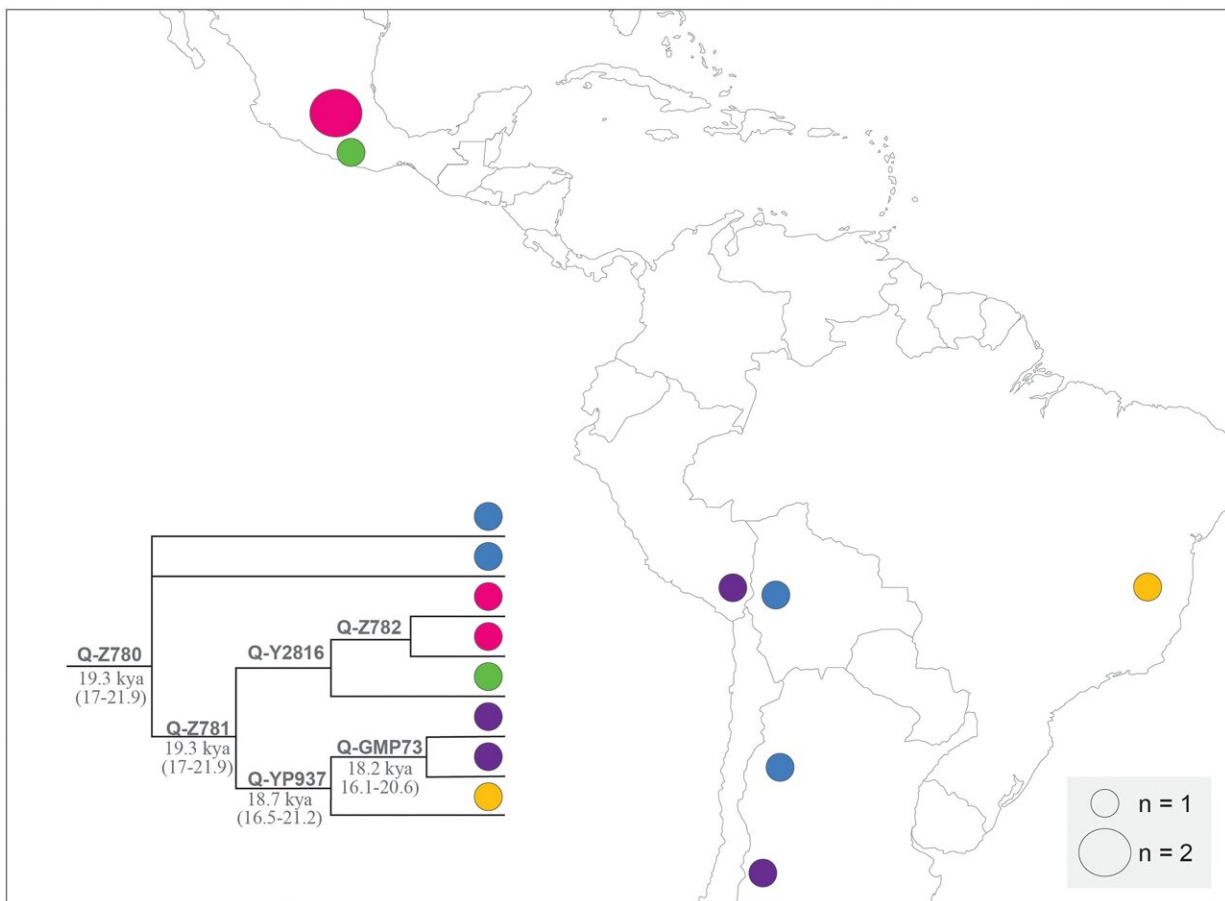 Q-Z782
Q-Z780
Q-Y2816
19.3 kya
(17-21.9)
Q-Z781
19.3 kya
(17-21.9)
Q-GMP73
18.2 kya
16.1-20.6)
Q-YP937
18.7 kya
(16.5-21.2)
n = 1
n = 2